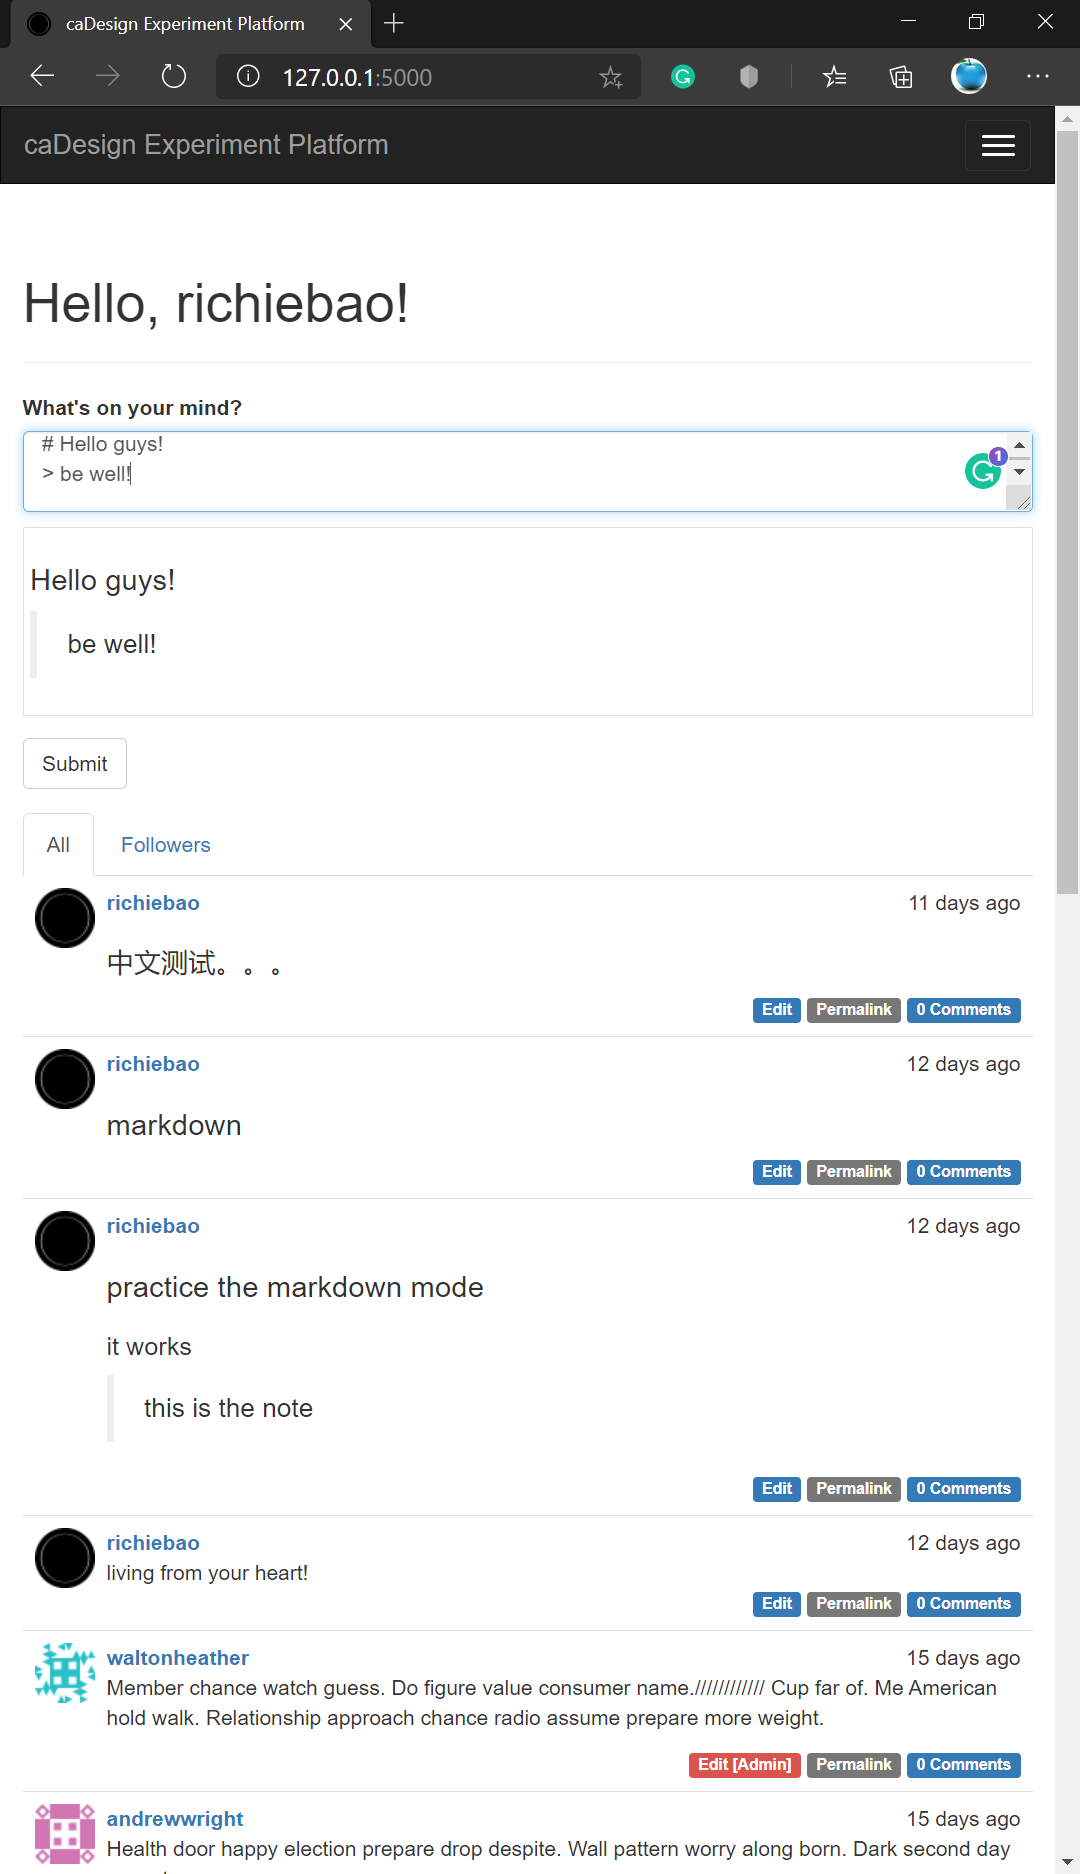 caDesign Experiment Platform
127.0.0.1:5000
caDesign Experiment Platform
Hello, richiebao!
What's on your mind?
# Hello guys!
> be well!
1
Hello guys!
be well!
Submit
All Followers
richiebao 11 days ago
中文测试。。。
Edit Permalink 0 Comments
richiebao 12 days ago
markdown
Edit Permalink 0 Comments
richiebao 12 days ago
practice the markdown mode
it works
this is the note
Edit Permalink 0 Comments
richiebao 12 days ago
living from your heart!
Edit Permalink 0 Comments
waltonheather 15 days ago
Member chance watch guess. Do figure value consumer name.//////////// Cup far of. Me American
hold walk. Relationship approach chance radio assume prepare more weight.
Edit [Admin] Permalink 0 Comments
andrewwright 15 days ago
Health door happy election prepare drop despite. Wall pattern worry along born. Dark second day